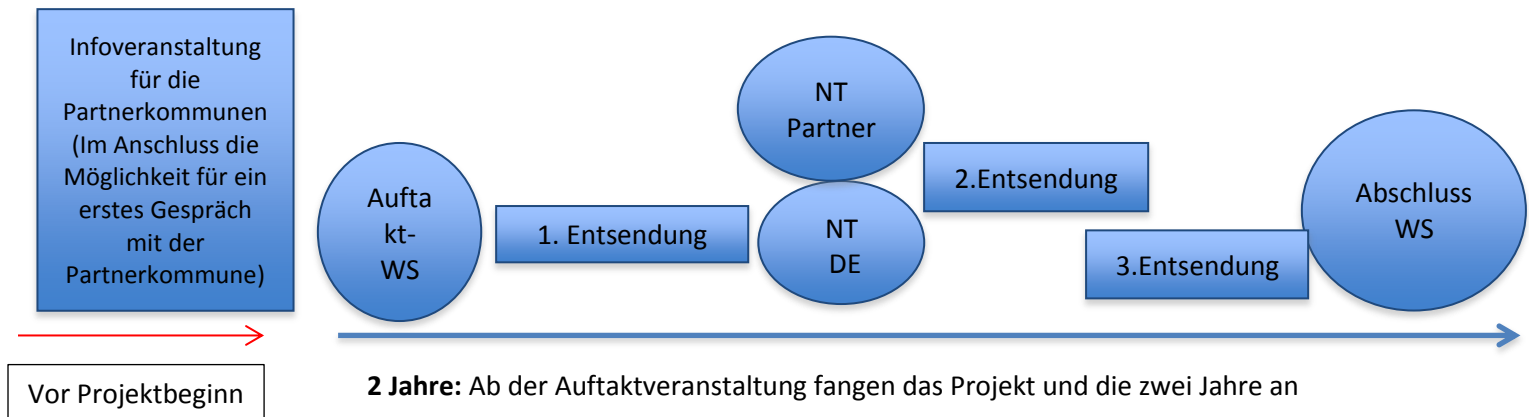 Infoveranstaltung
für die
Partnerkommunen
(Im Anschluss die
Möglichkeit für ein
erstes Gespräch
mit der
Partnerkommune)
Aufta
kt-
WS
1. Entsendung
NT
Partner
NT
DE
2.Entsendung
3.Entsendung
Abschluss
WS
Vor Projektbeginn
2 Jahre: Ab der Auftaktveranstaltung fangen das Projekt und die zwei Jahre an